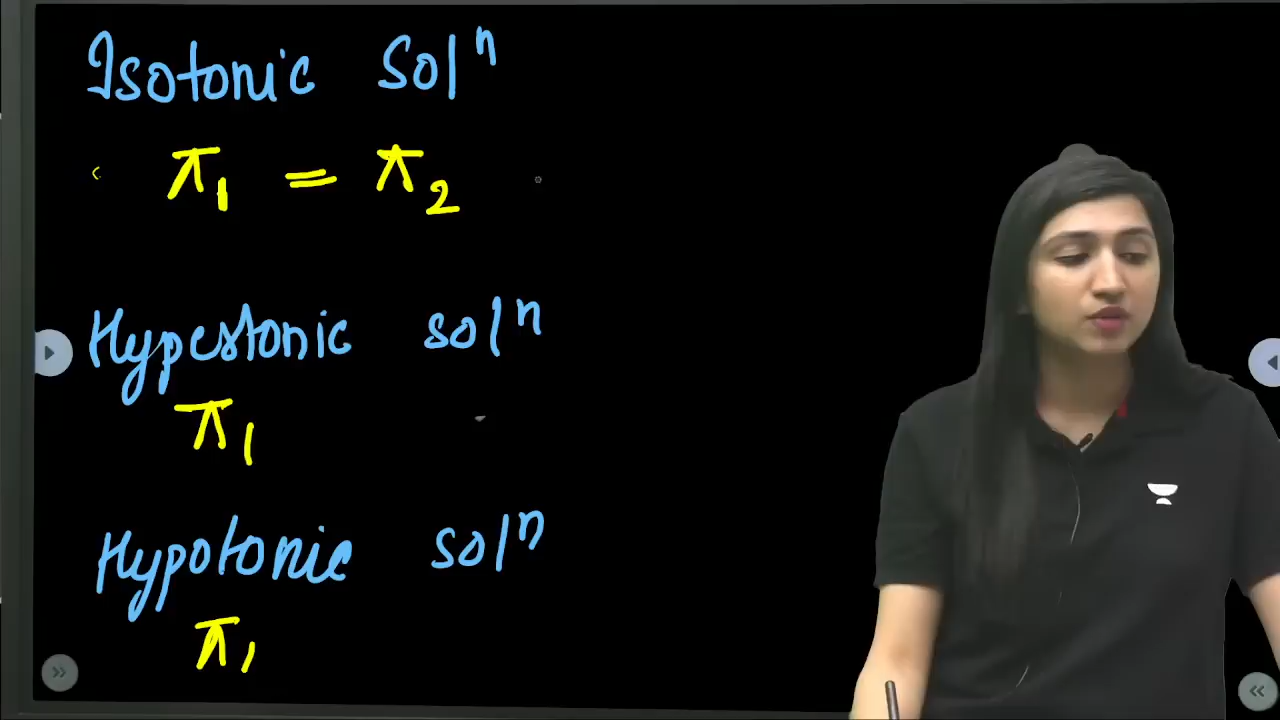 Isotonic Solⁿ
π₁ = π₂
Hypertonic solⁿ
π₁
Hypotonic solⁿ
π₁